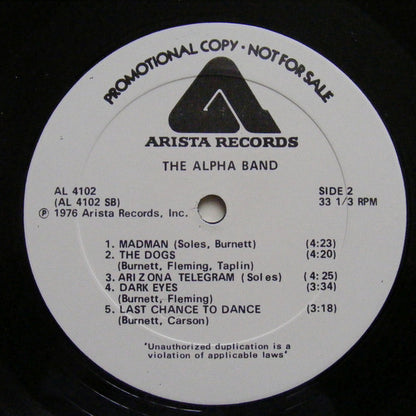 PROMOTIONAL COPY • NOT FOR SALE
ARISTA RECORDS
THE ALPHA BAND
AL 4102
(AL 4102 SB)
℗ 1976 Arista Records, Inc.
SIDE 2
33 1/3 RPM
1. MADMAN (Soles, Burnett) (4:23)
2. THE DOGS (4:20)
(Burnett, Fleming, Taplin)
3. ARIZONA TELEGRAM (Soles) (4:25)
4. DARK EYES (3:34)
(Burnett, Fleming)
5. LAST CHANCE TO DANCE (3:18)
(Burnett, Carson)
"Unauthorized duplication is a
violation of applicable laws"